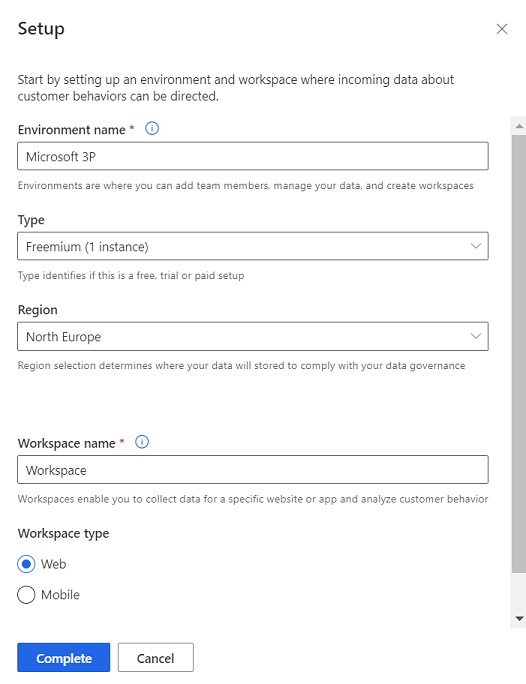 Setup
Start by setting up an environment and workspace where incoming data about
customer behaviors can be directed.
Environment name *
Microsoft 3P
Environments are where you can add team members, manage your data, and create workspaces
Type
Freemium (1 instance)
Type identifies if this is a free, trial or paid setup
Region
North Europe
Region selection determines where your data will stored to comply with your data governance
Workspace name *
Workspace
Workspaces enable you to collect data for a specific website or app and analyze customer behavior
Workspace type
Web
Mobile
Complete Cancel